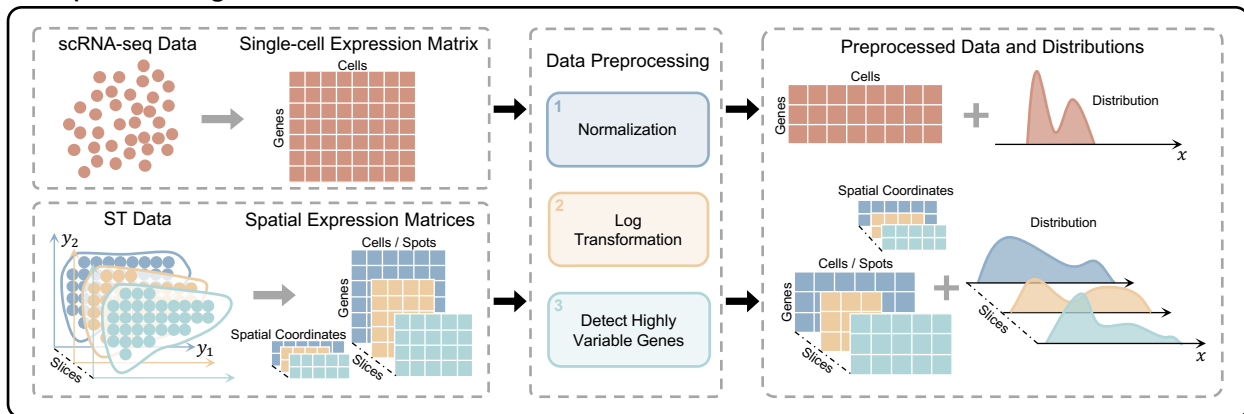 scRNA-seq Data
Single-cell Expression Matrix
Cells
Genes
ST Data
Spatial Expression Matrices
y2
y1
Slices
Cells / Spots
Genes
Spatial Coordinates
Slices
Data Preprocessing
1
Normalization
2
Log
Transformation
3
Detect Highly
Variable Genes
Preprocessed Data and Distributions
Cells
Genes
Distribution
x
Spatial Coordinates
Cells / Spots
Genes
Distribution
Slices
x